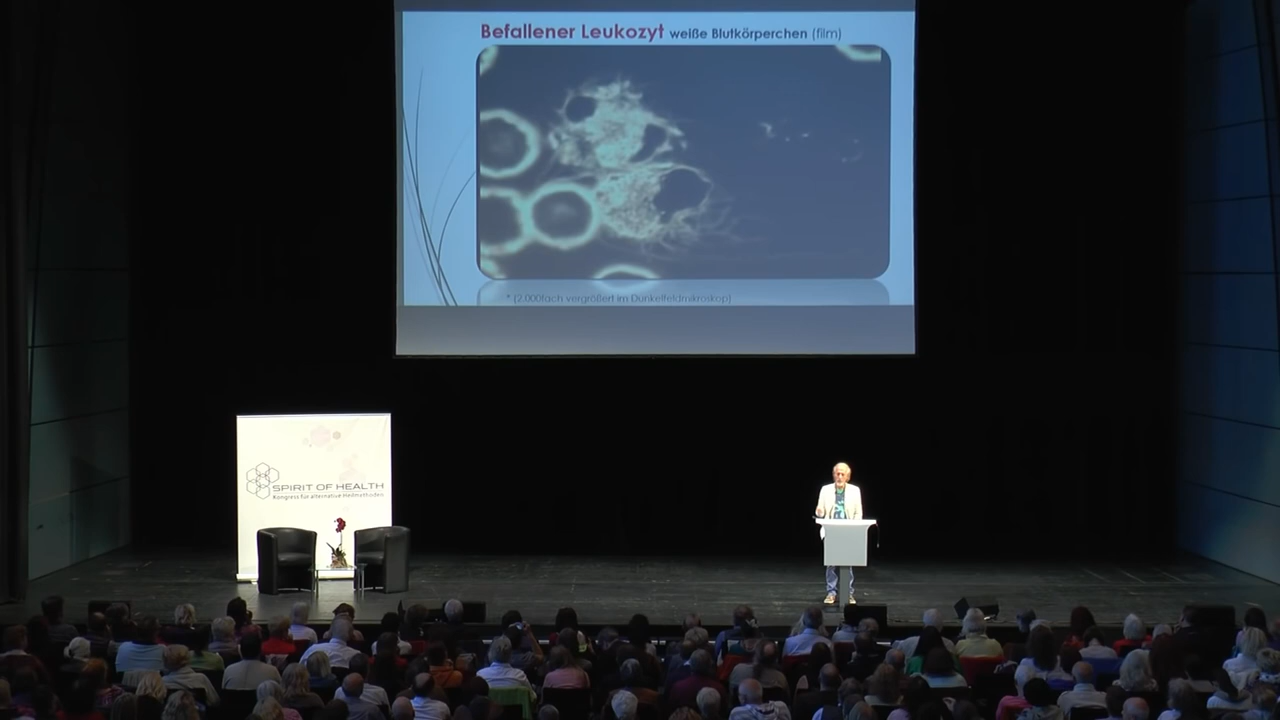 Befallener Leukozyt weiße Blutkörperchen (film)
* (2.000fach vergrößert im Dunkelfeldmikroskop)
SPIRIT OF HEALTH
Kongress für alternative Heilmethoden